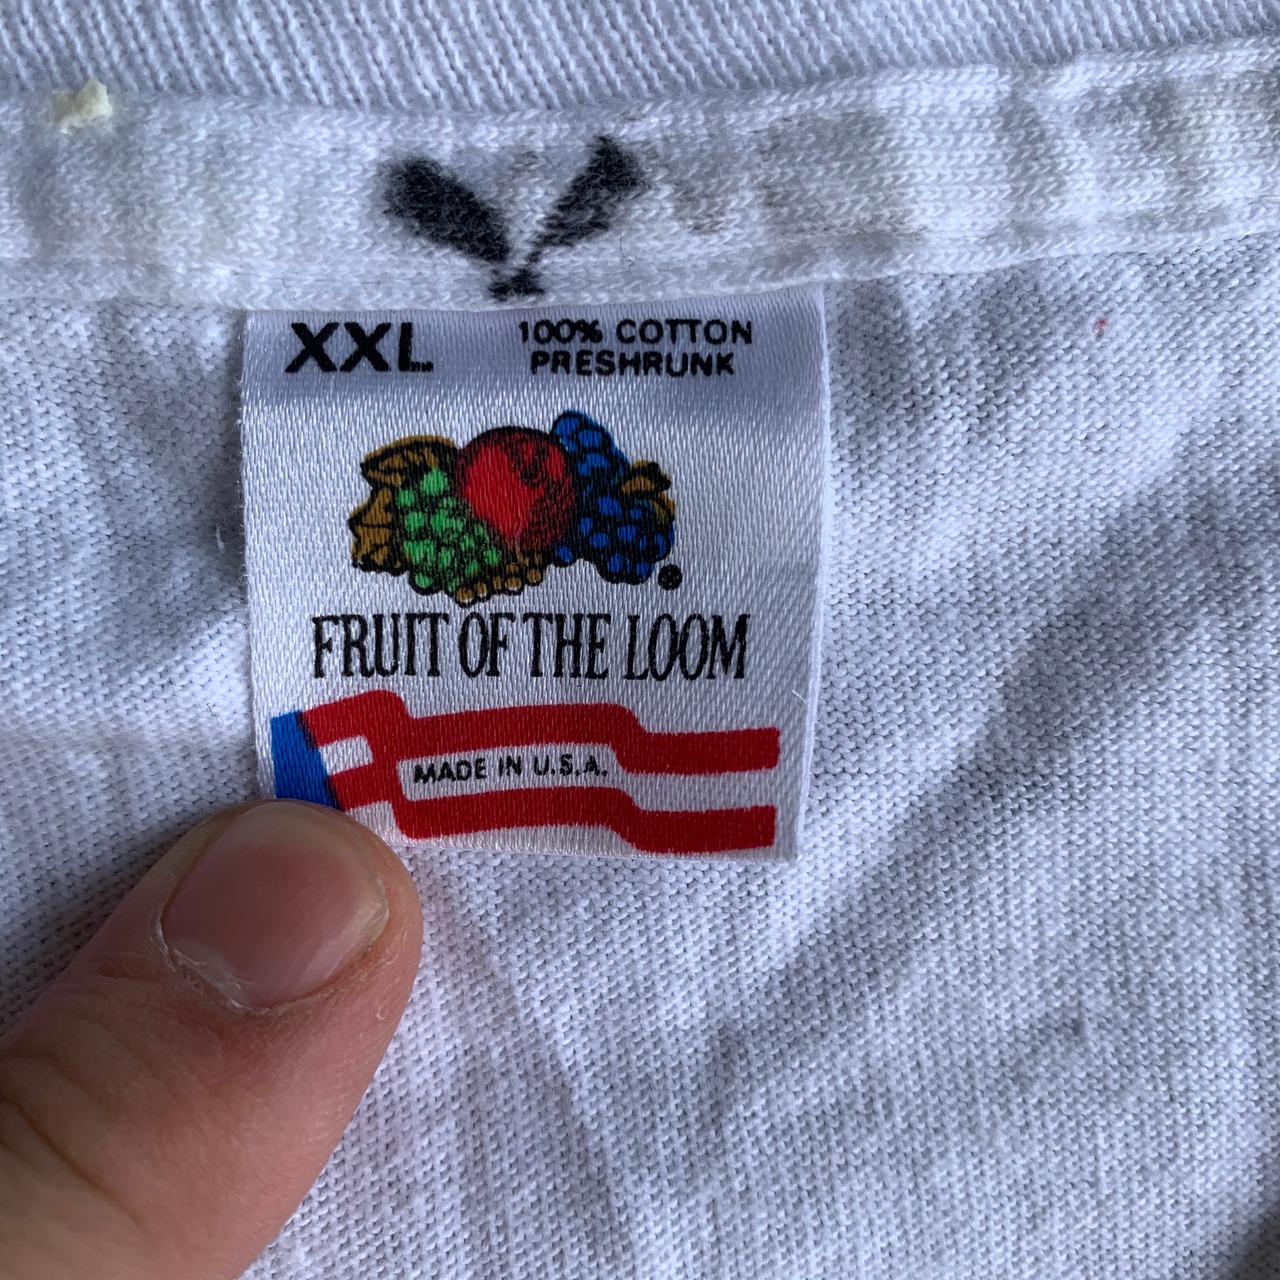 XXL
100% COTTON
PRESHRUNK
FRUIT OF THE LOOM
MADE IN U.S.A.